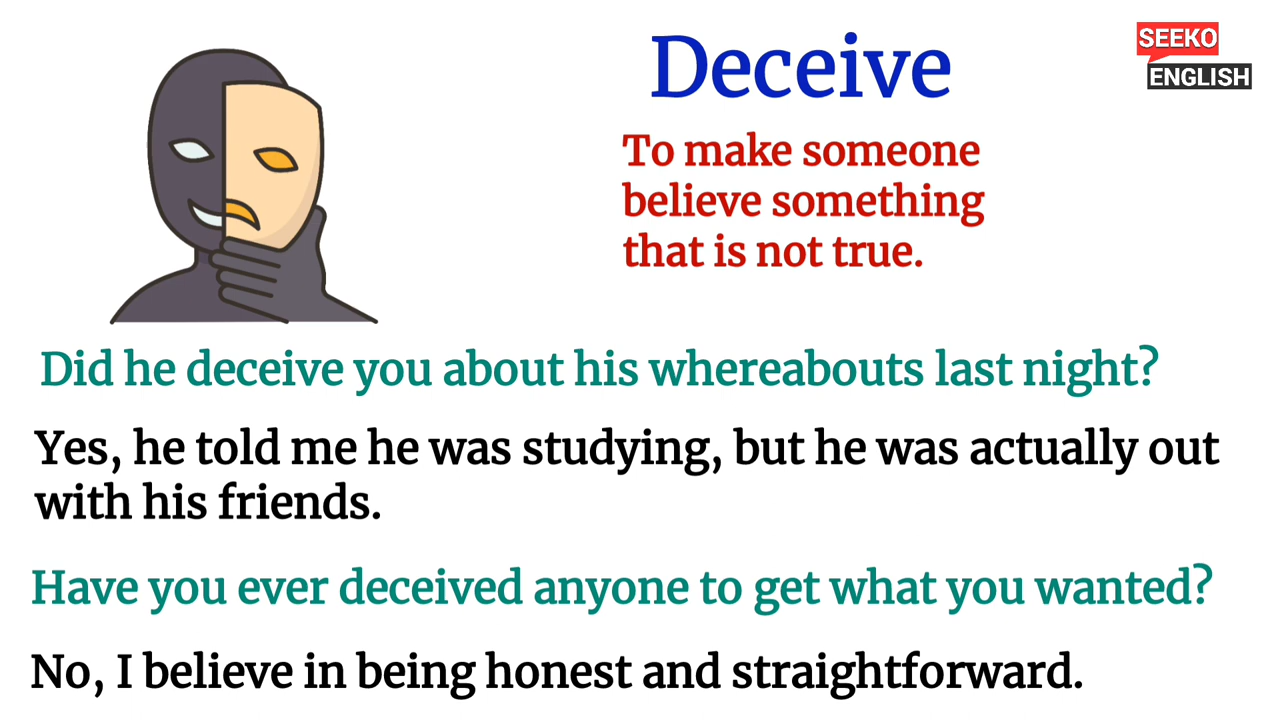 Deceive
SEEKO
ENGLISH
To make someone
believe something
that is not true.
Did he deceive you about his whereabouts last night?
Yes, he told me he was studying, but he was actually out
with his friends.
Have you ever deceived anyone to get what you wanted?
No, I believe in being honest and straightforward.